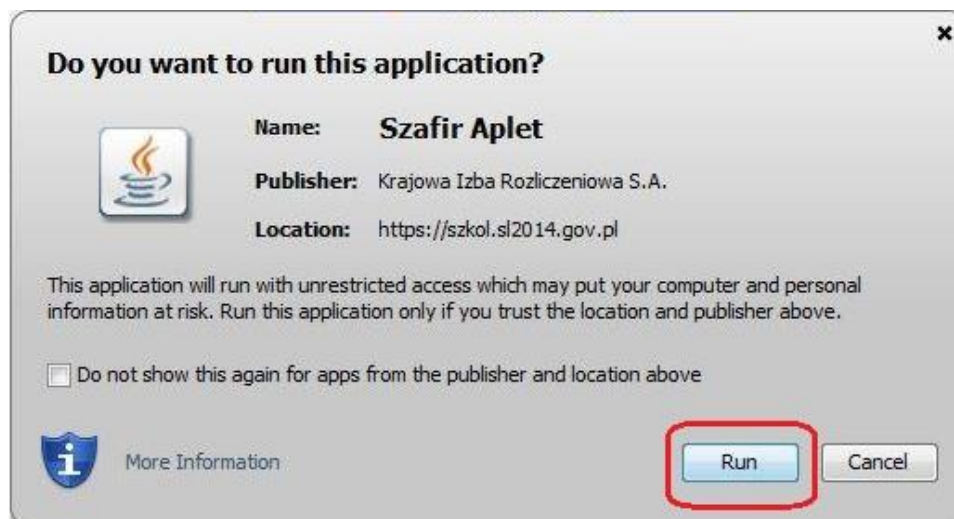 Do you want to run this application?
Name: Szafir Aplet
Publisher: Krajowa Izba Rozliczeniowa S.A.
Location: https://szkol.sl2014.gov.pl
This application will run with unrestricted access which may put your computer and personal
information at risk. Run this application only if you trust the location and publisher above.
Do not show this again for apps from the publisher and location above
More Information
Run Cancel